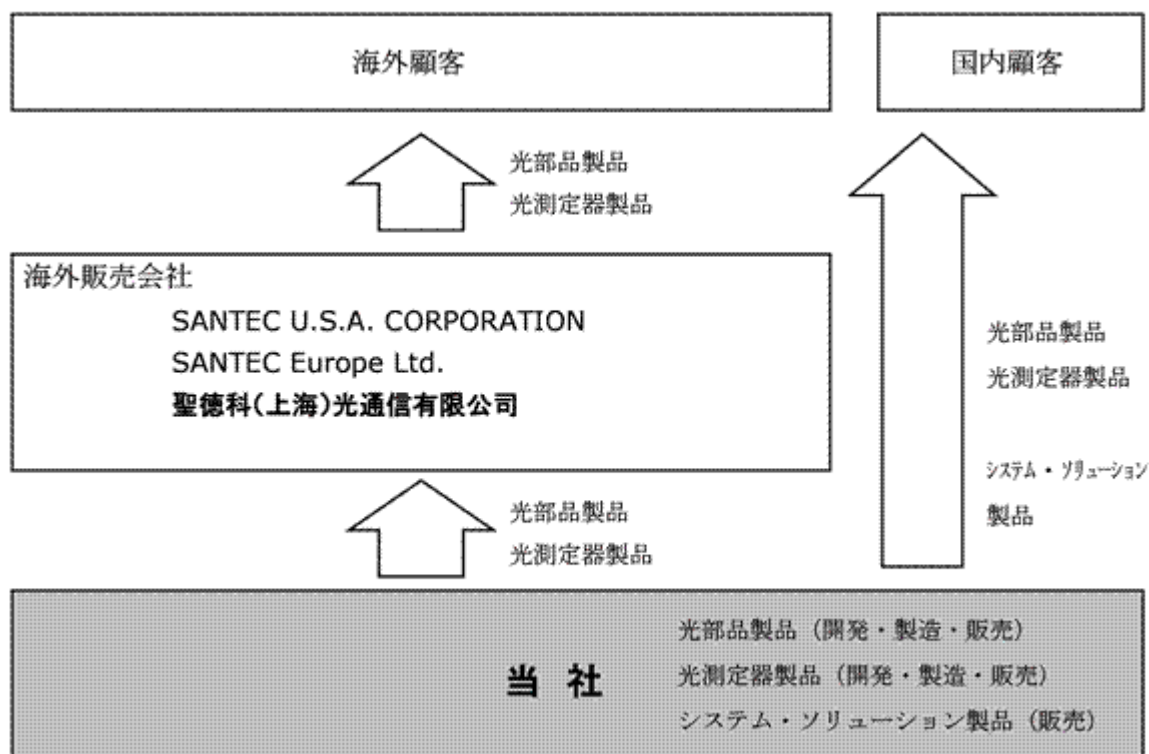 海外顧客
国内顧客
光部品製品
光測定器製品
海外販売会社
SANTEC U.S.A. CORPORATION
SANTEC Europe Ltd.
聖徳科(上海)光通信有限公司
光部品製品
光測定器製品
システム・ソリューション
製品
光部品製品
光測定器製品
当 社
光部品製品（開発・製造・販売）
光測定器製品（開発・製造・販売）
システム・ソリューション製品（販売）